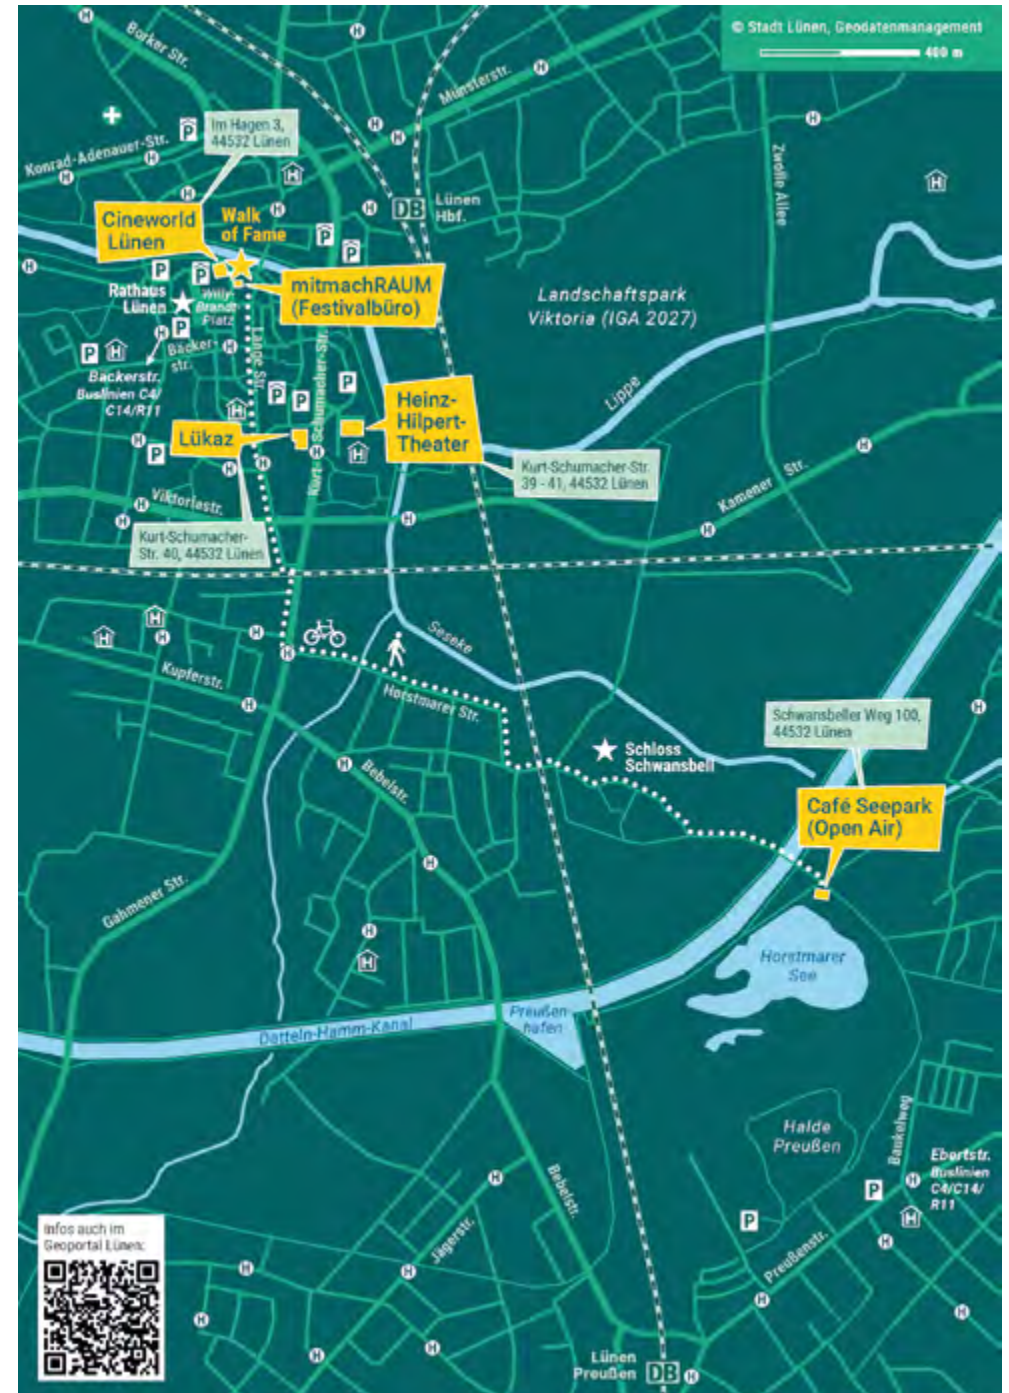 © Stadt Lünen, Geodatenmanagement
400 m
Borker Str.
Münsterstr.
Im Hagen 3,
44532 Lünen
Konrad-Adenauer-Str.
Zwolle Allee
DB
Lünen
Hbf.
Cineworld
Lünen
Walk
of Fame
mitmachRAUM
(Festivalbüro)
Rathaus
Lünen
Willy-
Brandt-
Platz
Landschaftspark
Viktoria (IGA 2027)
Lange Str.
Kurt-Schumacher-Str.
Bäcker-
str.
Bäckerstr.
Buslinien C4/
C14/R11
Lippe
Heinz-
Hilpert-
Theater
Lükaz
Kurt-Schumacher-Str.
39 - 41, 44532 Lünen
Kamener Str.
Viktoriastr.
Kurt-Schumacher-
Str. 40, 44532 Lünen
Seseke
Kupferstr.
Horstmarer Str.
Schloss
Schwansbell
Schwansbeller Weg 100,
44532 Lünen
Bebelstr.
Café Seepark
(Open Air)
Gahmener Str.
Horstmarer
See
Preußen-
hafen
Datteln-Hamm-Kanal
Halde
Preußen
Baukelweg
Ebertstr.
Buslinien
C4/C14/
R11
Bebelstr.
Jägerstr.
Preußenstr.
Infos auch im
Geoportal Lünen:
Lünen
Preußen
DB